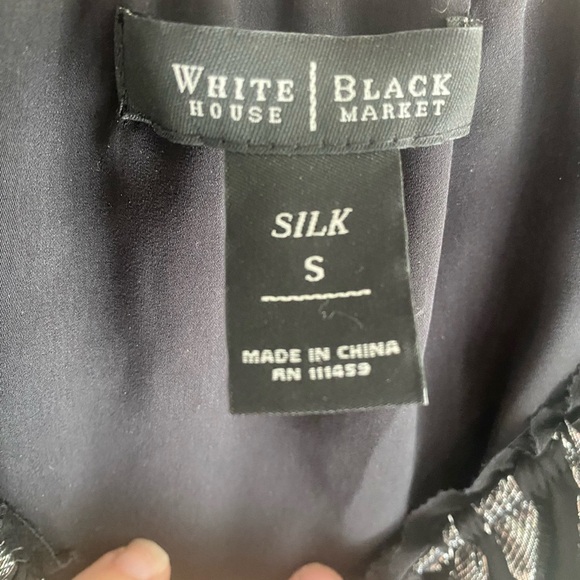 WHITE | BLACK
HOUSE | MARKET
SILK
S
MADE IN CHINA
RN 111459